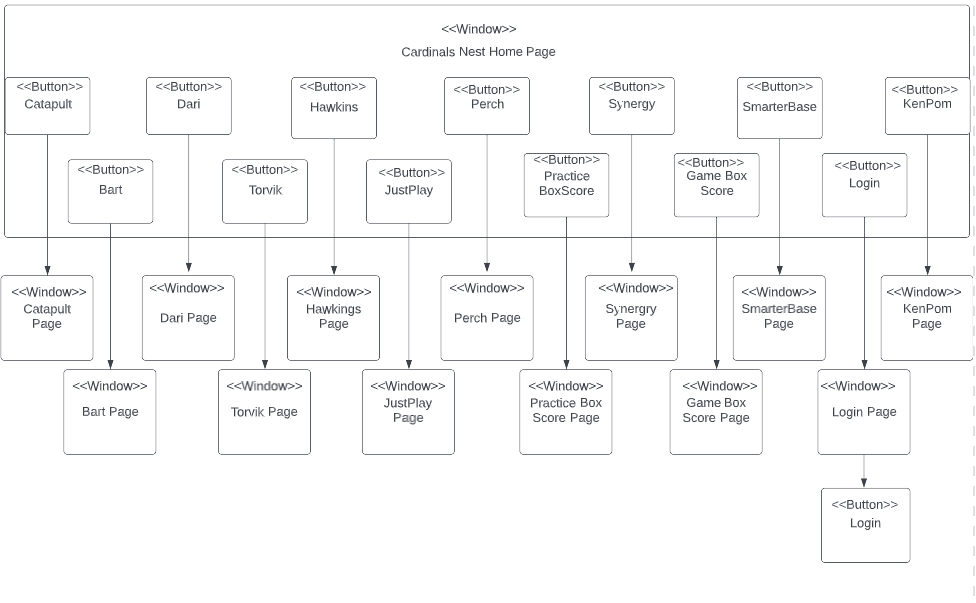 <<Window>>
Cardinals Nest Home Page
<<Button>>
Catapult
<<Button>>
Dari
<<Button>>
Hawkins
<<Button>>
Perch
<<Button>>
Synergy
<<Button>>
SmarterBase
<<Button>>
KenPom
<<Button>>
Bart
<<Button>>
Torvik
<<Button>>
JustPlay
<<Button>>
Practice
BoxScore
<<Button>>
Game Box
Score
<<Button>>
Login
<<Window>>
Catapult
Page
<<Window>>
Dari Page
<<Window>>
Hawkings
Page
<<Window>>
Perch Page
<<Window>>
Synergry
Page
<<Window>>
SmarterBase
Page
<<Window>>
KenPom
Page
<<Window>>
Bart Page
<<Window>>
Torvik Page
<<Window>>
JustPlay
Page
<<Window>>
Practice Box
Score Page
<<Window>>
Game Box
Score Page
<<Window>>
Login Page
<<Button>>
Login